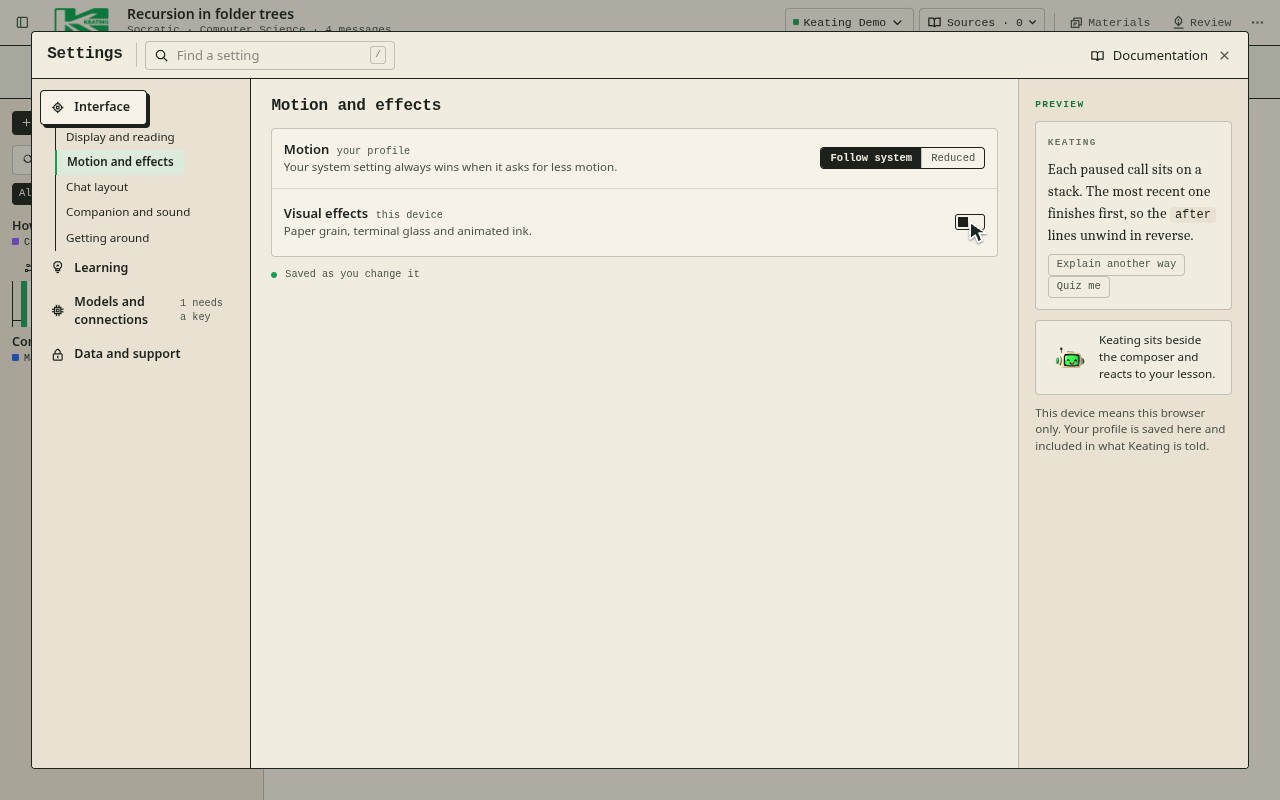 KEATING
Recursion in folder trees
Socratic · Computer Science · 4 messages
Keating Demo
Sources · 0
Materials
Review
Settings
Find a setting
/
Documentation
Interface
Display and reading
Motion and effects
Chat layout
Companion and sound
Getting around
Learning
Models and connections
1 needs a key
Data and support
Motion and effects
Motion your profile
Your system setting always wins when it asks for less motion.
Follow system
Reduced
Visual effects this device
Paper grain, terminal glass and animated ink.
Saved as you change it
PREVIEW
KEATING
Each paused call sits on a
stack. The most recent one
finishes first, so the after
lines unwind in reverse.
Explain another way
Quiz me
Keating sits beside
the composer and
reacts to your lesson.
This device means this browser
only. Your profile is saved here and
included in what Keating is told.